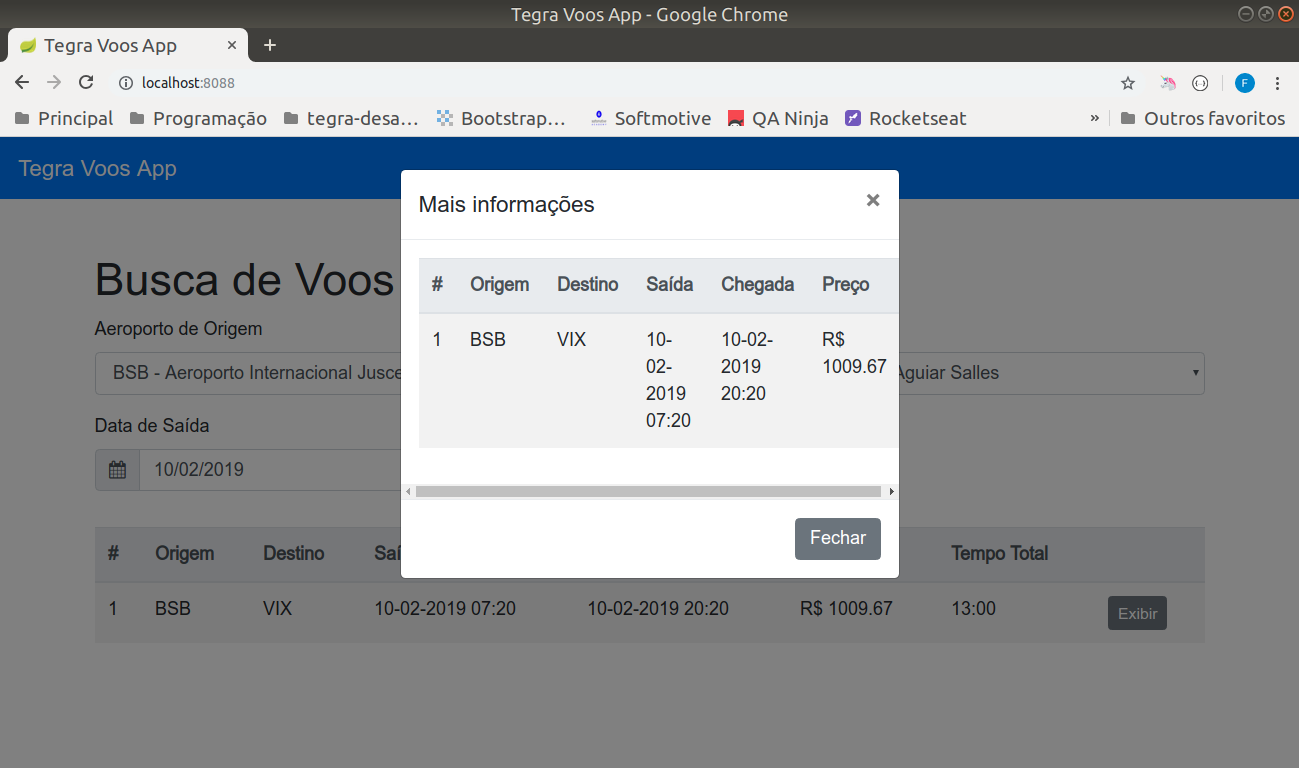 Tegra Voos App - Google Chrome
Tegra Voos App
localhost:8088
F
Principal Programação tegra-desa... Bootstrap... Softmotive QA Ninja Rocketseat » Outros favoritos
Tegra Voos App
Mais informações ×
# Origem Destino Saída Chegada Preço
1 BSB VIX 10- 10-02- R$
02- 2019 1009.67
2019 20:20
07:20
Fechar
Busca de Voos
Aeroporto de Origem
BSB - Aeroporto Internacional Jusce Aguiar Salles
Data de Saída
10/02/2019
# Origem Destino Saí Tempo Total
1 BSB VIX 10-02-2019 07:20 10-02-2019 20:20 R$ 1009.67 13:00 Exibir